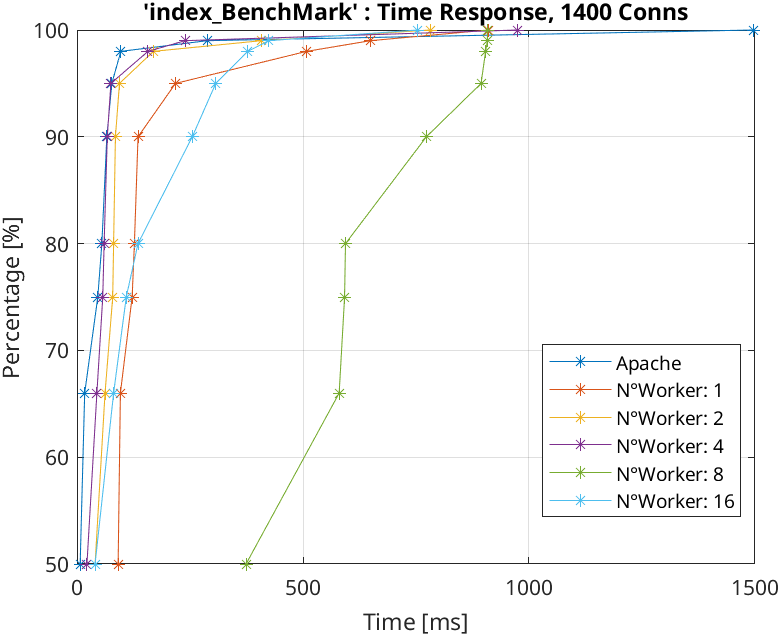 'index_BenchMark' : Time Response, 1400 Conns
Percentage [%]
100
90
80
70
60
50
0
500
1000
1500
Time [ms]
Apache
N°Worker: 1
N°Worker: 2
N°Worker: 4
N°Worker: 8
N°Worker: 16